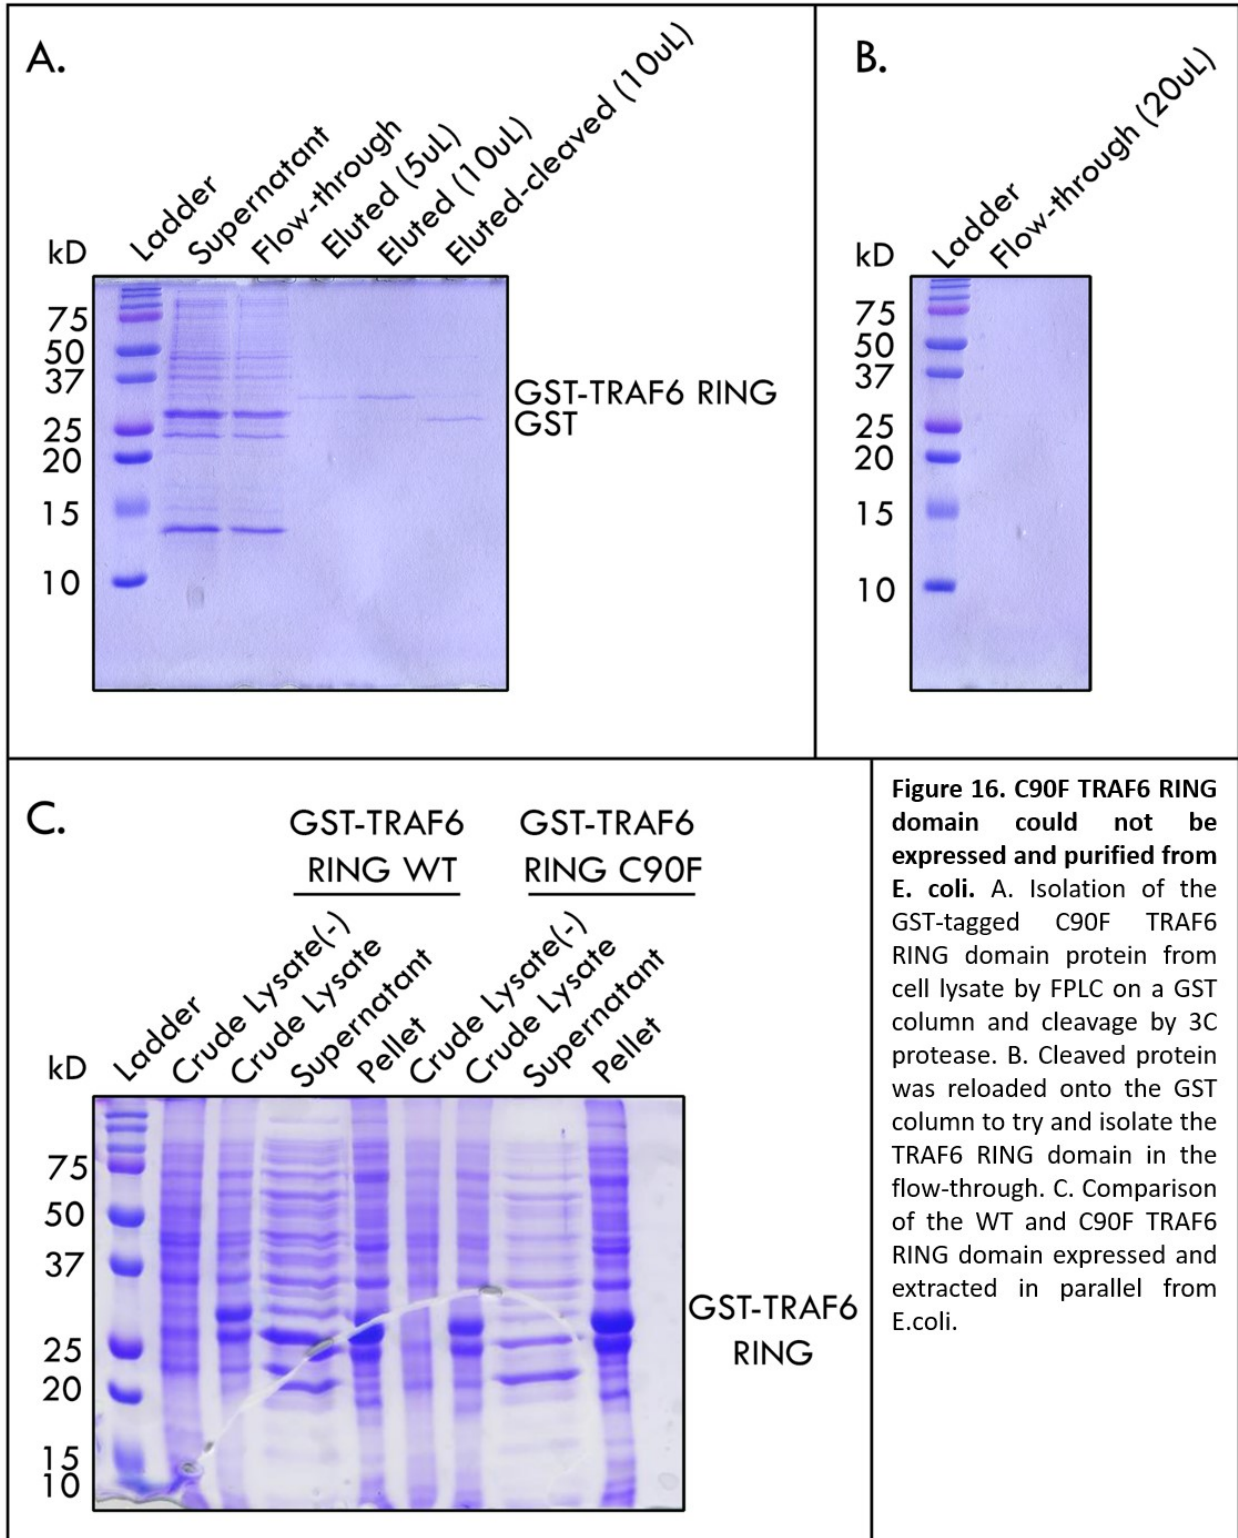 A.
Ladder
Supernatant
Flow-through
Eluted (5uL)
Eluted (10uL)
Eluted-cleaved (10uL)
kD
75
50
37
25
20
15
10
GST-TRAF6 RING
GST
B.
Ladder
Flow-through (20uL)
kD
75
50
37
25
20
15
10
C.
GST-TRAF6
RING WT
GST-TRAF6
RING C90F
Ladder
Crude Lysate(-)
Crude Lysate
Supernatant
Pellet
Crude Lysate(-)
Crude Lysate
Supernatant
Pellet
kD
75
50
37
25
20
15
10
GST-TRAF6
RING
Figure 16. C90F TRAF6 RING
domain could not be
expressed and purified from
E. coli. A. Isolation of the
GST-tagged C90F TRAF6
RING domain protein from
cell lysate by FPLC on a GST
column and cleavage by 3C
protease. B. Cleaved protein
was reloaded onto the GST
column to try and isolate the
TRAF6 RING domain in the
flow-through. C. Comparison
of the WT and C90F TRAF6
RING domain expressed and
extracted in parallel from
E.coli.